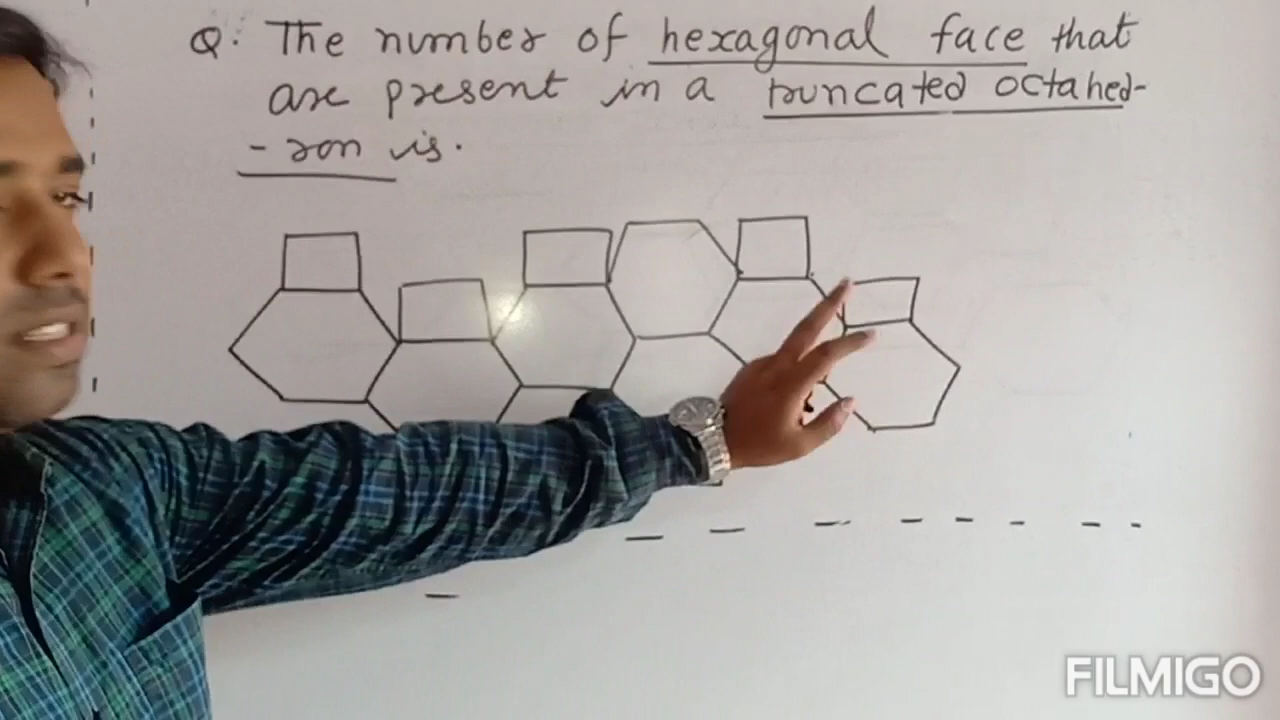 Q. The number of hexagonal face that
are present in a truncated octahed-
-ron is.
FILMIGO